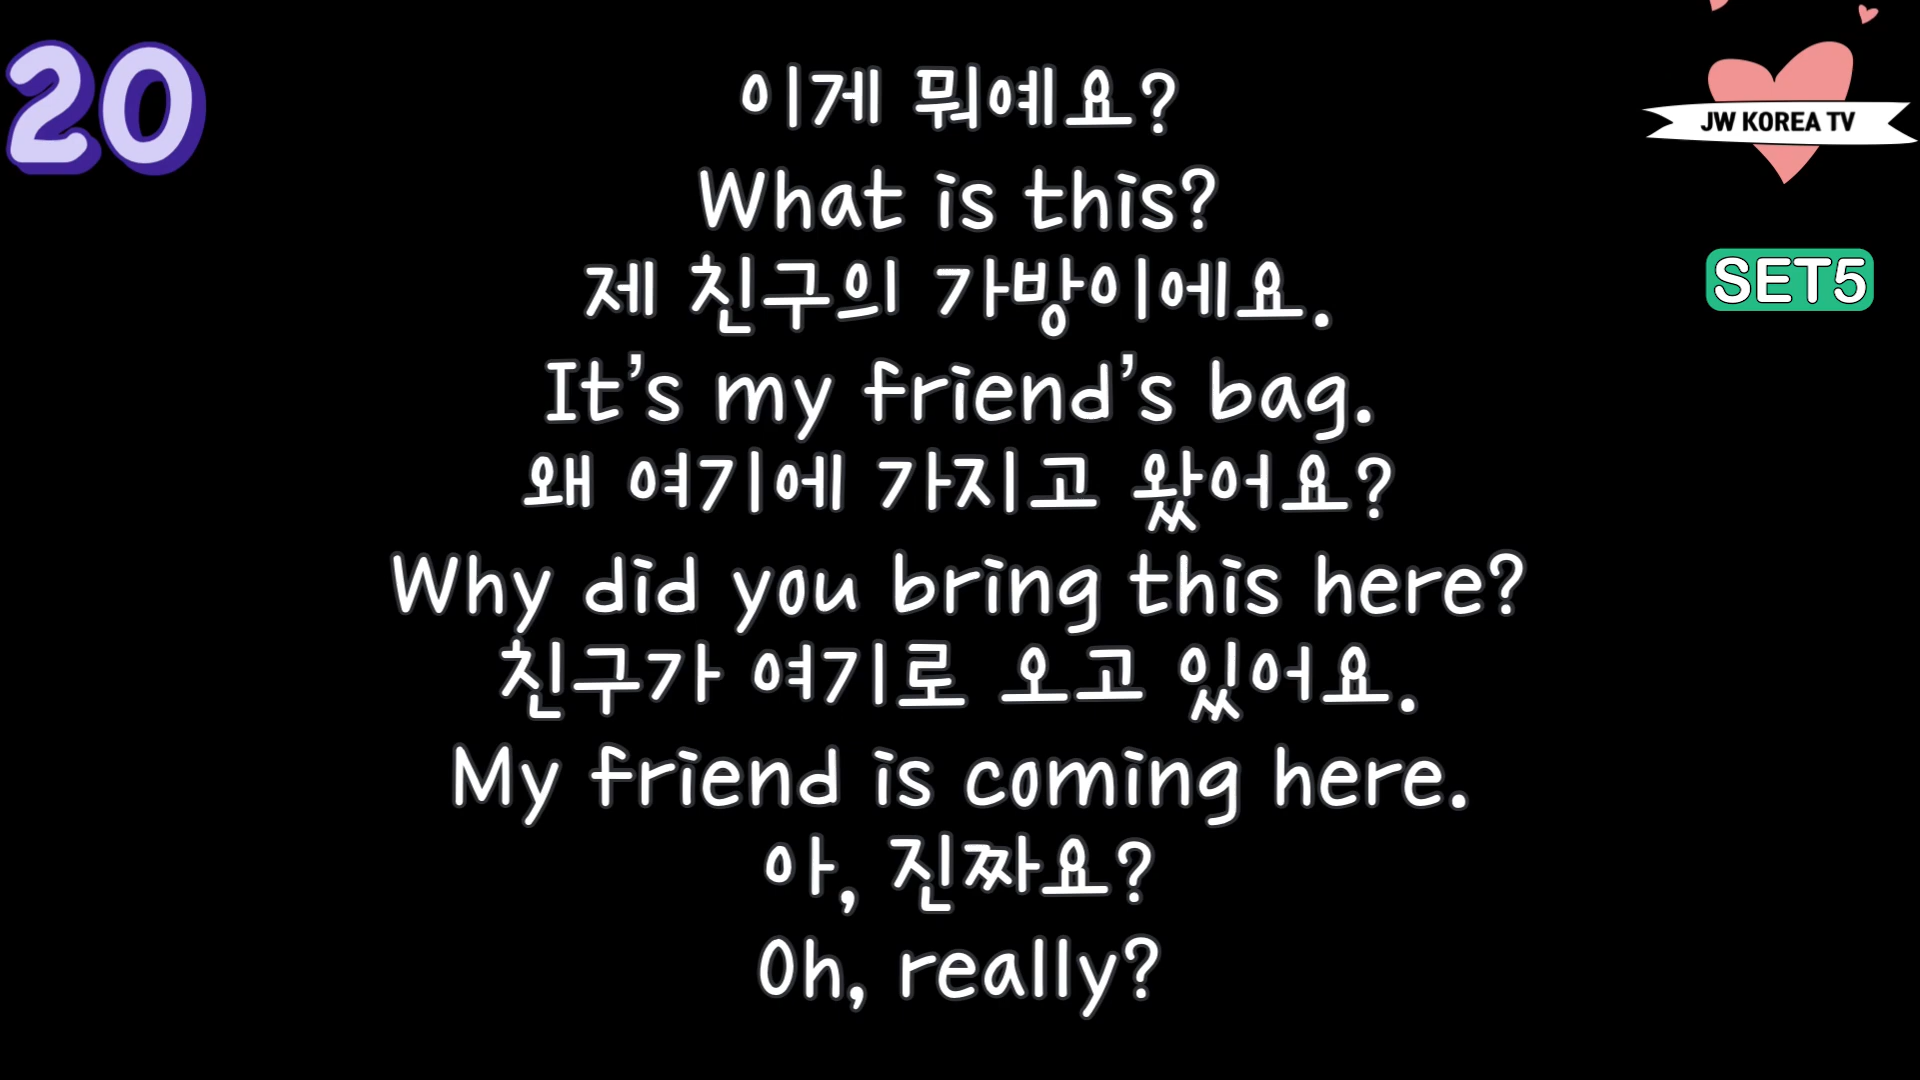 20
이게 뭐예요?
JW KOREA TV
What is this?
제 친구의 가방이에요.
SET5
It’s my friend’s bag.
왜 여기에 가지고 왔어요?
Why did you bring this here?
친구가 여기로 오고 있어요.
My friend is coming here.
아, 진짜요?
Oh, really?